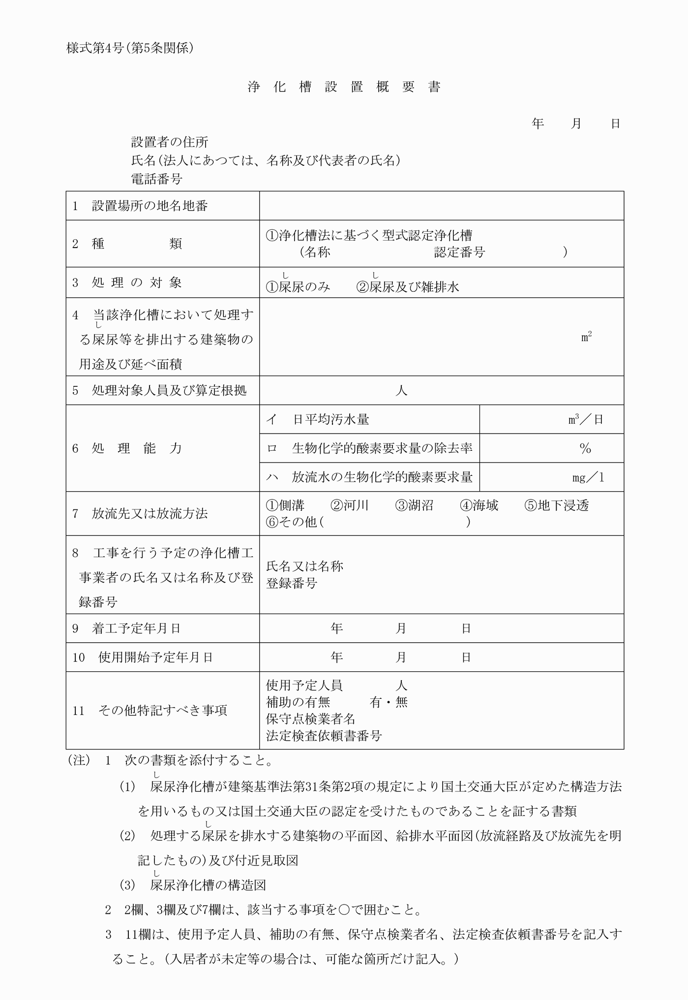 様式第4号(第5条関係)
浄化槽設置概要書
年　　月　　日
設置者の住所
氏名(法人にあつては、名称及び代表者の氏名)
電話番号
1　設置場所の地名地番
2　種　　　　　類
①浄化槽法に基づく型式認定浄化槽
(名称　　　　　　　　認定番号　　　　　　)
3　処理の対象
し　　　　　　し
①屎尿のみ　　②屎尿及び雑排水
4　当該浄化槽において処理す
し
る屎尿等を排出する建築物の
用途及び延べ面積
m²
5　処理対象人員及び算定根拠
人
6　処　理　能　力
イ　日平均汚水量
m³／日
ロ　生物化学的酸素要求量の除去率
％
ハ　放流水の生物化学的酸素要求量
mg／l
7　放流先又は放流方法
①側溝　　②河川　　③湖沼　　④海域　　⑤地下浸透
⑥その他(　　　　　　　　　　　)
8　工事を行う予定の浄化槽工
事業者の氏名又は名称及び登
録番号
氏名又は名称
登録番号
9　着工予定年月日
年　　　　月　　　　日
10　使用開始予定年月日
年　　　　月　　　　日
11　その他特記すべき事項
使用予定人員　　　　人
補助の有無　　　有・無
保守点検業者名
法定検査依頼書番号
(注)　1　次の書類を添付すること。
し
(1)　屎尿浄化槽が建築基準法第31条第2項の規定により国土交通大臣が定めた構造方法
を用いるもの又は国土交通大臣の認定を受けたものであることを証する書類
し
(2)　処理する屎尿を排水する建築物の平面図、給排水平面図(放流経路及び放流先を明
記したもの)及び付近見取図
し
(3)　屎尿浄化槽の構造図
2　2欄、3欄及び7欄は、該当する事項を○で囲むこと。
3　11欄は、使用予定人員、補助の有無、保守点検業者名、法定検査依頼書番号を記入す
ること。(入居者が未定等の場合は、可能な箇所だけ記入。)